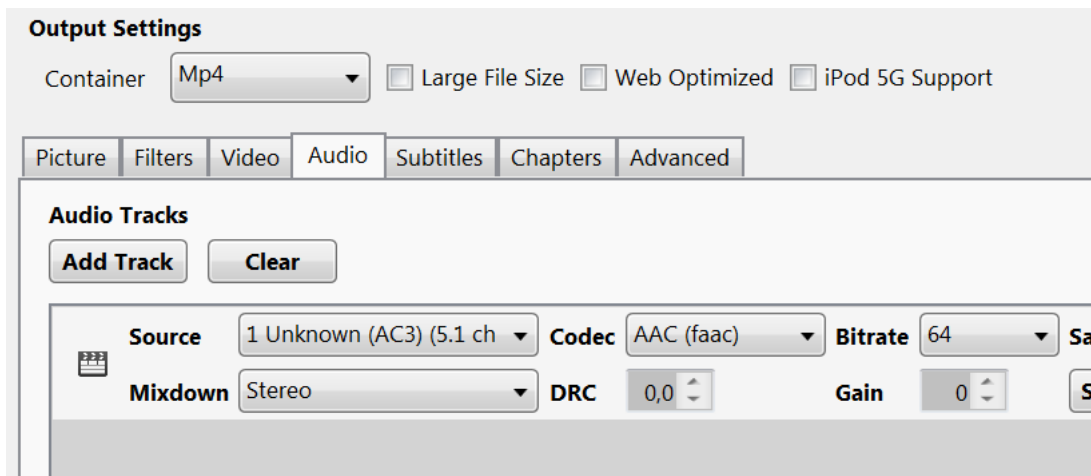 Output Settings
Container Mp4 Large File Size Web Optimized iPod 5G Support
Picture Filters Video Audio Subtitles Chapters Advanced
Audio Tracks
Add Track Clear
Source 1 Unknown (AC3) (5.1 ch Codec AAC (faac) Bitrate 64 Sa
Mixdown Stereo DRC 0,0 Gain 0 S